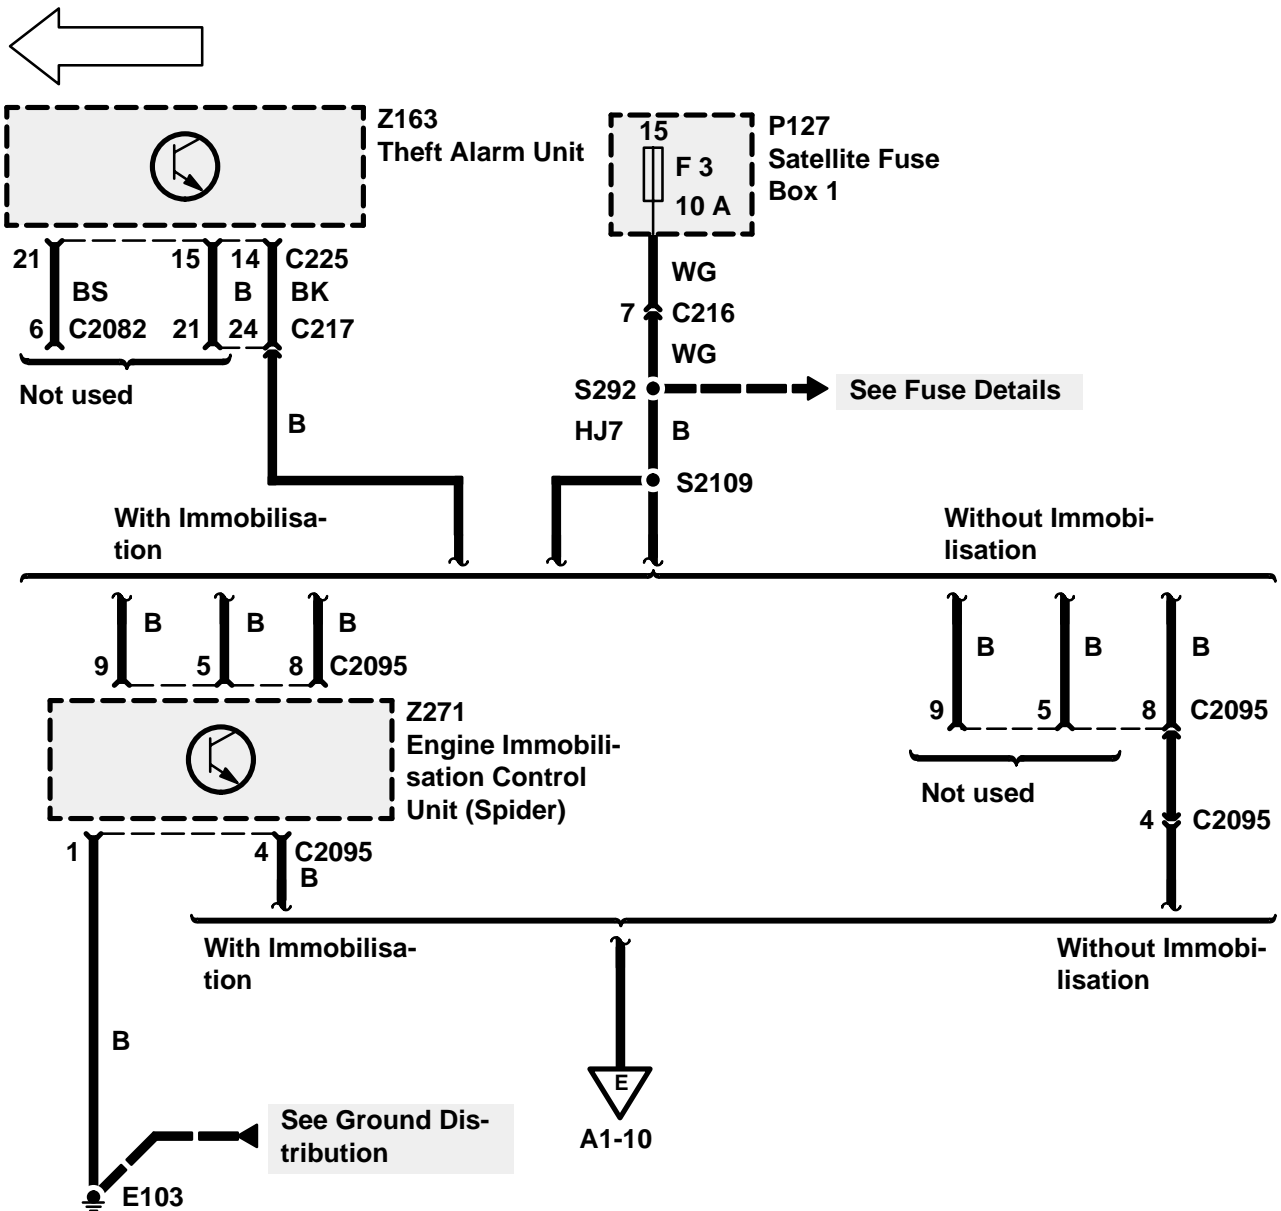 Z163
Theft Alarm Unit
15
F 3
10 A
P127
Satellite Fuse
Box 1
21
15
14
C225
BS
B
BK
6
C2082
21
24
C217
Not used
WG
7
C216
WG
S292
See Fuse Details
HJ7
B
B
S2109
With Immobilisa-
tion
Without Immobi-
lisation
B
B
B
9
5
8
C2095
B
B
B
9
5
8
C2095
Not used
4
C2095
Z271
Engine Immobili-
sation Control
Unit (Spider)
1
4
C2095
B
With Immobilisa-
tion
Without Immobi-
lisation
B
E
A1-10
See Ground Dis-
tribution
E103